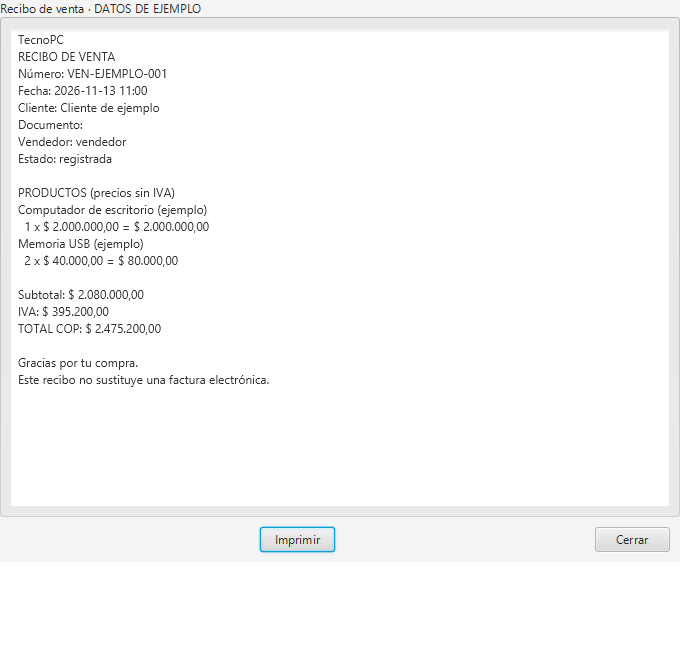 Recibo de venta · DATOS DE EJEMPLO
TecnoPC
RECIBO DE VENTA
Número: VEN-EJEMPLO-001
Fecha: 2026-11-13 11:00
Cliente: Cliente de ejemplo
Documento:
Vendedor: vendedor
Estado: registrada
PRODUCTOS (precios sin IVA)
Computador de escritorio (ejemplo)
1 x $ 2.000.000,00 = $ 2.000.000,00
Memoria USB (ejemplo)
2 x $ 40.000,00 = $ 80.000,00
Subtotal: $ 2.080.000,00
IVA: $ 395.200,00
TOTAL COP: $ 2.475.200,00
Gracias por tu compra.
Este recibo no sustituye una factura electrónica.
Imprimir
Cerrar